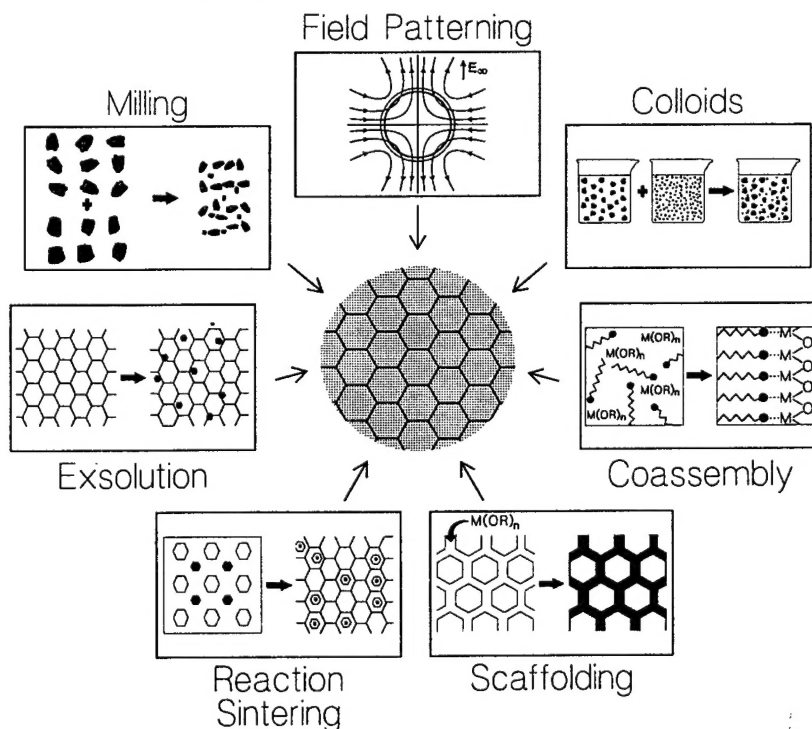 Field Patterning
E∞
Milling
+
Colloids
+
Exsolution
M(OR)n
M(OR)n
M(OR)n
M(OR)n
M
O
M
O
M
O
M
O
M
Coassembly
M(OR)n
Reaction
Sintering
Scaffolding